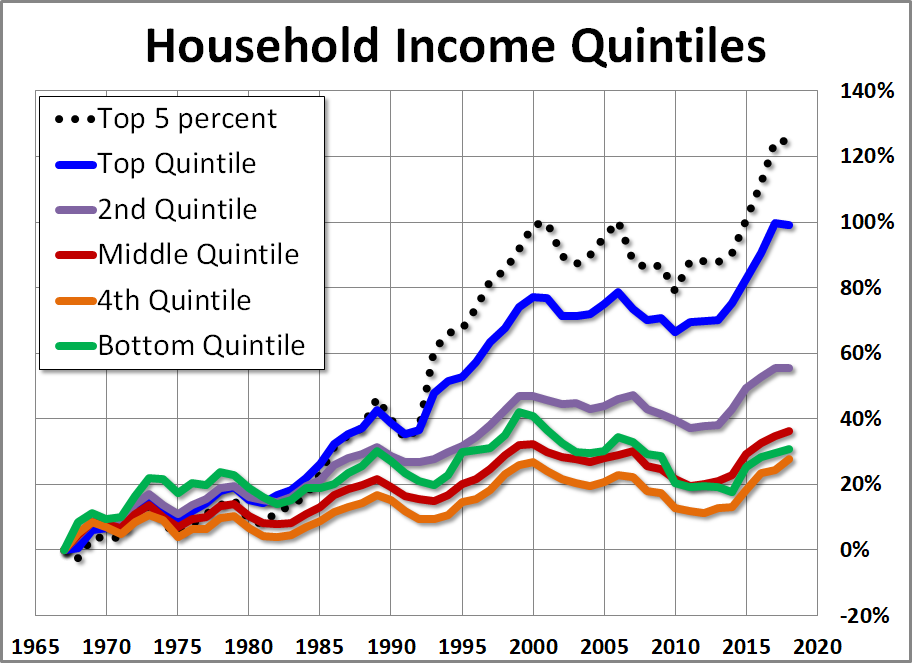 Household Income Quintiles
Top 5 percent
Top Quintile
2nd Quintile
Middle Quintile
4th Quintile
Bottom Quintile
140%
120%
100%
80%
60%
40%
20%
0%
-20%
1965 1970 1975 1980 1985 1990 1995 2000 2005 2010 2015 2020